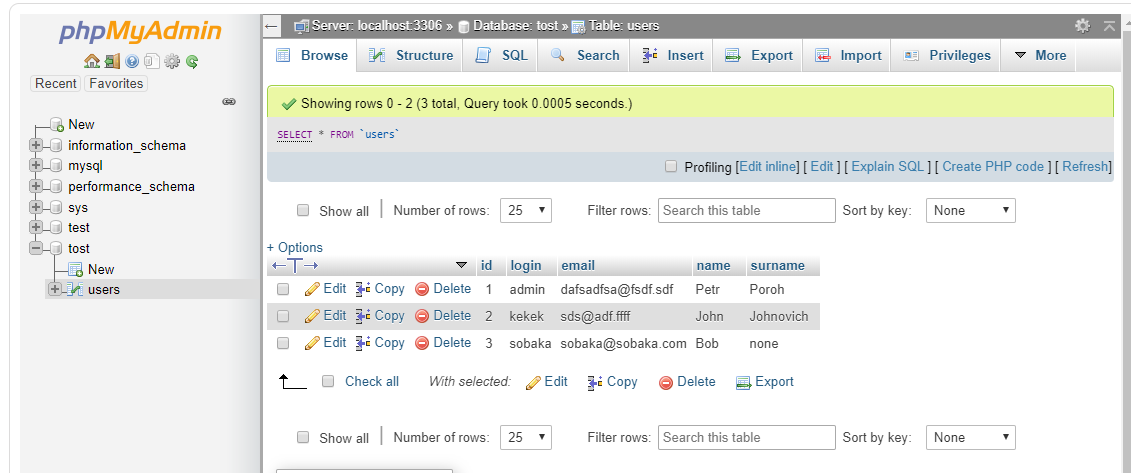 phpMyAdmin
Recent Favorites
New
information_schema
mysql
performance_schema
sys
test
tost
New
users
Server: localhost:3306 » Database: tost » Table: users
Browse Structure SQL Search Insert Export Import Privileges More
Showing rows 0 - 2 (3 total, Query took 0.0005 seconds.)
SELECT * FROM `users`
Profiling [Edit inline] [ Edit ] [ Explain SQL ] [ Create PHP code ] [ Refresh]
Show all Number of rows: 25 Filter rows: Search this table Sort by key: None
+ Options
id login email name surname
Edit Copy Delete 1 admin dafsadfsa@fsdf.sdf Petr Poroh
Edit Copy Delete 2 kekek sds@adf.ffff John Johnovich
Edit Copy Delete 3 sobaka sobaka@sobaka.com Bob none
Check all With selected: Edit Copy Delete Export
Show all Number of rows: 25 Filter rows: Search this table Sort by key: None